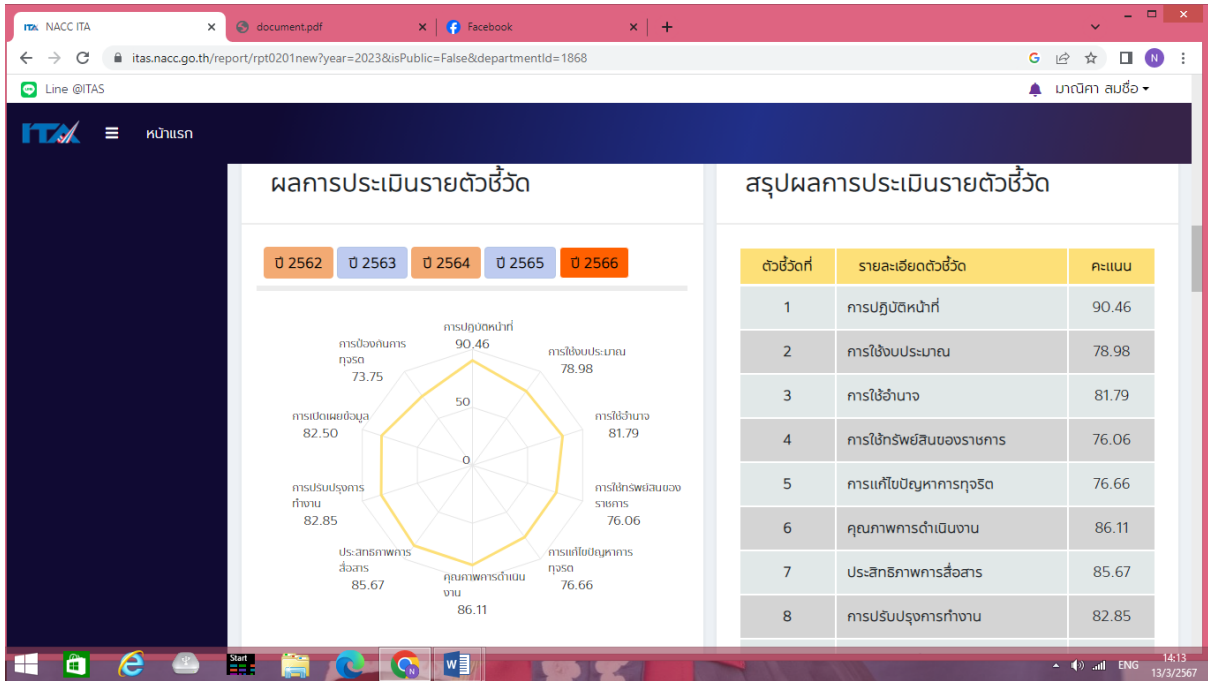 ITA NACC ITA
document.pdf
Facebook
itas.nacc.go.th/report/rpt0201new?year=2023&isPublic=False&departmentId=1868
N
Line @ITAS
มาณิศา สมชื่อ
ITA
หน้าแรก
ผลการประเมินรายตัวชี้วัด
ปี 2562 ปี 2563 ปี 2564 ปี 2565 ปี 2566
การปฏิบัติหน้าที่
90.46
การใช้งบประมาณ
78.98
การใช้อำนาจ
81.79
การใช้ทรัพย์สินของ
ราชการ
76.06
การแก้ไขปัญหาการ
ทุจริต
76.66
คุณภาพการดำเนิน
งาน
86.11
ประสิทธิภาพการ
สื่อสาร
85.67
การปรับปรุงการ
ทำงาน
82.85
การเปิดเผยข้อมูล
82.50
การป้องกันการ
ทุจริต
73.75
50
0
สรุปผลการประเมินรายตัวชี้วัด
ตัวชี้วัดที่ รายละเอียดตัวชี้วัด คะแนน
1 การปฏิบัติหน้าที่ 90.46
2 การใช้งบประมาณ 78.98
3 การใช้อำนาจ 81.79
4 การใช้ทรัพย์สินของราชการ 76.06
5 การแก้ไขปัญหาการทุจริต 76.66
6 คุณภาพการดำเนินงาน 86.11
7 ประสิทธิภาพการสื่อสาร 85.67
8 การปรับปรุงการทำงาน 82.85
Start
ENG
14:13
13/3/2567